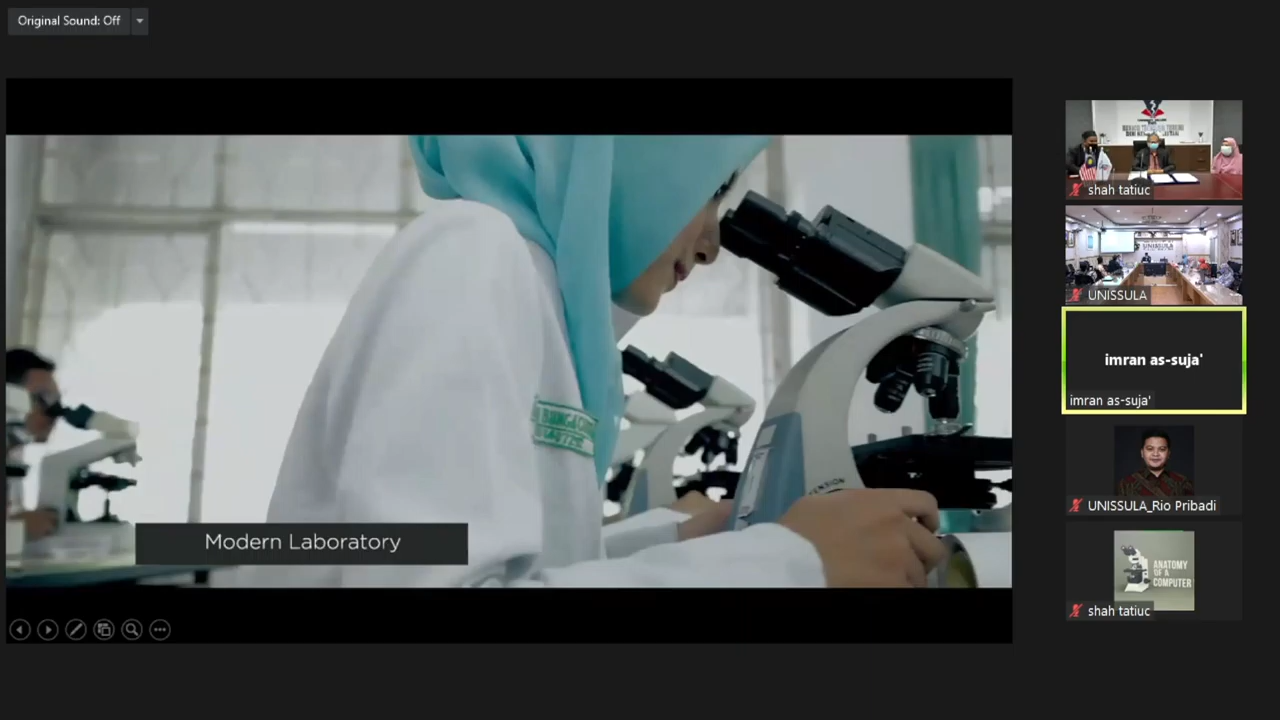 Original Sound: Off
Modern Laboratory
shah tatiuc
UNISSULA
UNISSULA
imran as-suja'
imran as-suja'
UNISSULA_Rio Pribadi
ANATOMY
OF A
COMPUTER
shah tatiuc